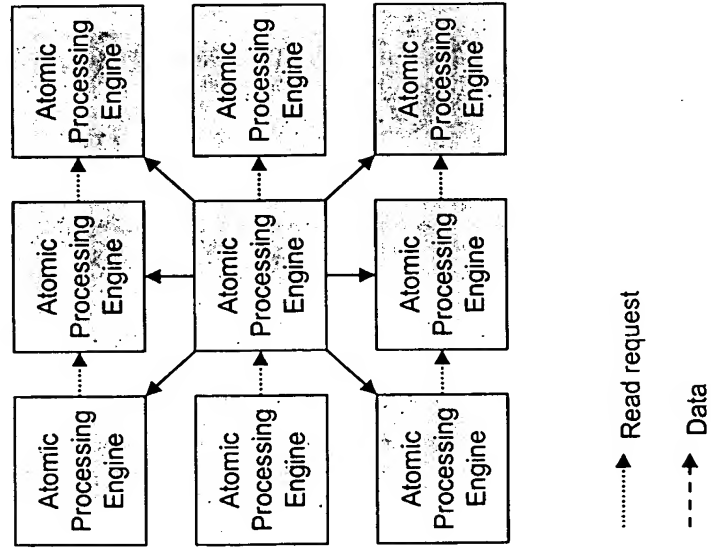 Atomic
Processing
Engine
Atomic
Processing
Engine
Atomic
Processing
Engine
Atomic
Processing
Engine
Atomic
Processing
Engine
Atomic
Processing
Engine
Atomic
Processing
Engine
Atomic
Processing
Engine
Atomic
Processing
Engine
Read request
Data